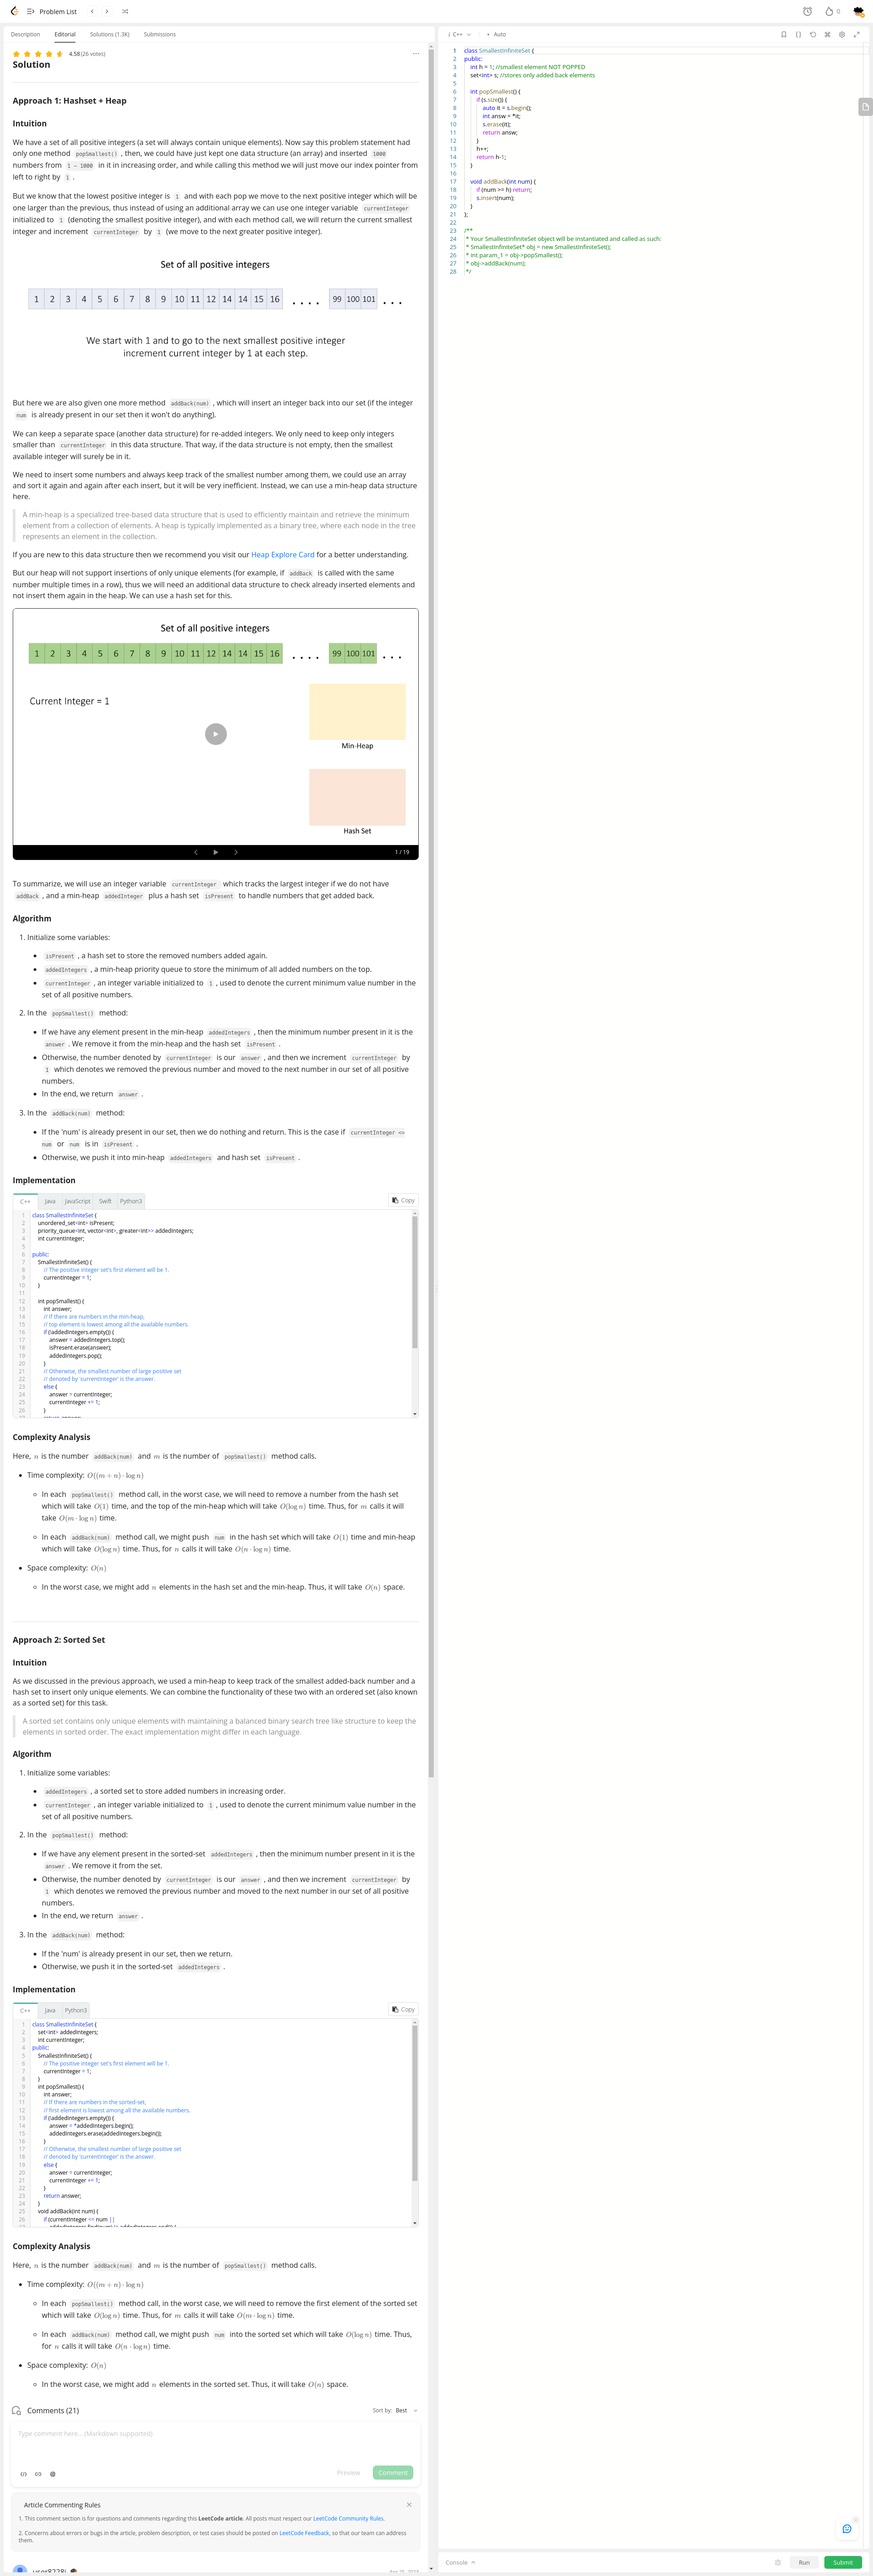 Problem List
0
Description Editorial Solutions (1.3K) Submissions
4.58 (26 votes)
Solution
Approach 1: Hashset + Heap
Intuition
We have a set of all positive integers (a set will always contain unique elements). Now say this problem statement had
only one method popSmallest() , then, we could have just kept one data structure (an array) and inserted 1000
numbers from 1 - 1000 in it in increasing order, and while calling this method we will just move our index pointer from
left to right by 1 .
But we know that the lowest positive integer is 1 and with each pop we move to the next positive integer which will be
one larger than the previous, thus instead of using an additional array we can use one integer variable currentInteger
initialized to 1 (denoting the smallest positive integer), and with each method call, we will return the current smallest
integer and increment currentInteger by 1 (we move to the next greater positive integer).
Set of all positive integers
1 2 3 4 5 6 7 8 9 10 11 12 14 14 15 16 . . . . 99 100 101 . . .
We start with 1 and to go to the next smallest positive integer
increment current integer by 1 at each step.
But here we are also given one more method addBack(num) , which will insert an integer back into our set (if the integer
num is already present in our set then it won't do anything).
We can keep a separate space (another data structure) for re-added integers. We only need to keep only integers
smaller than currentInteger in this data structure. That way, if the data structure is not empty, then the smallest
available integer will surely be in it.
We need to insert some numbers and always keep track of the smallest number among them, we could use an array
and sort it again and again after each insert, but it will be very inefficient. Instead, we can use a min-heap data structure
here.
A min-heap is a specialized tree-based data structure that is used to efficiently maintain and retrieve the minimum
element from a collection of elements. A heap is typically implemented as a binary tree, where each node in the tree
represents an element in the collection.
If you are new to this data structure then we recommend you visit our Heap Explore Card for a better understanding.
But our heap will not support insertions of only unique elements (for example, if addBack is called with the same
number multiple times in a row), thus we will need an additional data structure to check already inserted elements and
not insert them again in the heap. We can use a hash set for this.
Set of all positive integers
1 2 3 4 5 6 7 8 9 10 11 12 14 14 15 16 . . . . 99 100 101 . . .
Current Integer = 1
Min-Heap
Hash Set
1 / 19
To summarize, we will use an integer variable currentInteger which tracks the largest integer if we do not have
addBack , and a min-heap addedInteger plus a hash set isPresent to handle numbers that get added back.
Algorithm
1. Initialize some variables:
• isPresent , a hash set to store the removed numbers added again.
• addedIntegers , a min-heap priority queue to store the minimum of all added numbers on the top.
• currentInteger , an integer variable initialized to 1 , used to denote the current minimum value number in the
set of all positive numbers.
2. In the popSmallest() method:
• If we have any element present in the min-heap addedIntegers , then the minimum number present in it is the
answer . We remove it from the min-heap and the hash set isPresent .
• Otherwise, the number denoted by currentInteger is our answer , and then we increment currentInteger by
1 which denotes we removed the previous number and moved to the next number in our set of all positive
numbers.
• In the end, we return answer .
3. In the addBack(num) method:
• If the 'num' is already present in our set, then we do nothing and return. This is the case if currentInteger <=
num or num is in isPresent .
• Otherwise, we push it into min-heap addedIntegers and hash set isPresent .
Implementation
C++ Java JavaScript Swift Python3 Copy
1 class SmallestInfiniteSet {
2 unordered_set<int> isPresent;
3 priority_queue<int, vector<int>, greater<int>> addedIntegers;
4 int currentInteger;
5
6 public:
7 SmallestInfiniteSet() {
8 // The positive integer set's first element will be 1.
9 currentInteger = 1;
10 }
11
12 int popSmallest() {
13 int answer;
14 // If there are numbers in the min-heap,
15 // top element is lowest among all the available numbers.
16 if (!addedIntegers.empty()) {
17 answer = addedIntegers.top();
18 isPresent.erase(answer);
19 addedIntegers.pop();
20 }
21 // Otherwise, the smallest number of large positive set
22 // denoted by 'currentInteger' is the answer.
23 else {
24 answer = currentInteger;
25 currentInteger += 1;
26 }
Complexity Analysis
Here, n is the number addBack(num) and m is the number of popSmallest() method calls.
• Time complexity: O((m + n) · log n)
◦ In each popSmallest() method call, in the worst case, we will need to remove a number from the hash set
which will take O(1) time, and the top of the min-heap which will take O(log n) time. Thus, for m calls it will
take O(m · log n) time.
◦ In each addBack(num) method call, we might push num in the hash set which will take O(1) time and min-heap
which will take O(log n) time. Thus, for n calls it will take O(n · log n) time.
• Space complexity: O(n)
◦ In the worst case, we might add n elements in the hash set and the min-heap. Thus, it will take O(n) space.
Approach 2: Sorted Set
Intuition
As we discussed in the previous approach, we used a min-heap to keep track of the smallest added-back number and a
hash set to insert only unique elements. We can combine the functionality of these two with an ordered set (also known
as a sorted set) for this task.
A sorted set contains only unique elements with maintaining a balanced binary search tree like structure to keep the
elements in sorted order. The exact implementation might differ in each language.
Algorithm
1. Initialize some variables:
• addedIntegers , a sorted set to store added numbers in increasing order.
• currentInteger , an integer variable initialized to 1 , used to denote the current minimum value number in the
set of all positive numbers.
2. In the popSmallest() method:
• If we have any element present in the sorted-set addedIntegers , then the minimum number present in it is the
answer . We remove it from the set.
• Otherwise, the number denoted by currentInteger is our answer , and then we increment currentInteger by
1 which denotes we removed the previous number and moved to the next number in our set of all positive
numbers.
• In the end, we return answer .
3. In the addBack(num) method:
• If the 'num' is already present in our set, then we return.
• Otherwise, we push it in the sorted-set addedIntegers .
Implementation
C++ Java Python3 Copy
1 class SmallestInfiniteSet {
2 set<int> addedIntegers;
3 int currentInteger;
4 public:
5 SmallestInfiniteSet() {
6 // The positive integer set's first element will be 1.
7 currentInteger = 1;
8 }
9 int popSmallest() {
10 int answer;
11 // If there are numbers in the sorted-set,
12 // first element is lowest among all the available numbers.
13 if (!addedIntegers.empty()) {
14 answer = *addedIntegers.begin();
15 addedIntegers.erase(addedIntegers.begin());
16 }
17 // Otherwise, the smallest number of large positive set
18 // denoted by 'currentInteger' is the answer.
19 else {
20 answer = currentInteger;
21 currentInteger += 1;
22 }
23 return answer;
24 }
25 void addBack(int num) {
26 if (currentInteger <= num ||
Complexity Analysis
Here, n is the number addBack(num) and m is the number of popSmallest() method calls.
• Time complexity: O((m + n) · log n)
◦ In each popSmallest() method call, in the worst case, we will need to remove the first element of the sorted set
which will take O(log n) time. Thus, for m calls it will take O(m · log n) time.
◦ In each addBack(num) method call, we might push num into the sorted set which will take O(log n) time. Thus,
for n calls it will take O(n · log n) time.
• Space complexity: O(n)
◦ In the worst case, we might add n elements in the sorted set. Thus, it will take O(n) space.
Comments (21) Sort by: Best
Type comment here... (Markdown supported)
Preview Comment
Article Commenting Rules
1. This comment section is for questions and comments regarding this LeetCode article. All posts must respect our LeetCode Community Rules.
2. Concerns about errors or bugs in the article, problem description, or test cases should be posted on LeetCode Feedback, so that our team can address
them.
i C++ • Auto
1 class SmallestInfiniteSet {
2 public:
3 int h = 1; //smallest element NOT POPPED
4 set<int> s; //stores only added back elements
5
6 int popSmallest() {
7 if (s.size()) {
8 auto it = s.begin();
9 int answ = *it;
10 s.erase(it);
11 return answ;
12 }
13 h++;
14 return h-1;
15 }
16
17 void addBack(int num) {
18 if (num >= h) return;
19 s.insert(num);
20 }
21 };
22
23 /**
24 * Your SmallestInfiniteSet object will be instantiated and called as such:
25 * SmallestInfiniteSet* obj = new SmallestInfiniteSet();
26 * int param_1 = obj->popSmallest();
27 * obj->addBack(num);
28 */
Console Run Submit